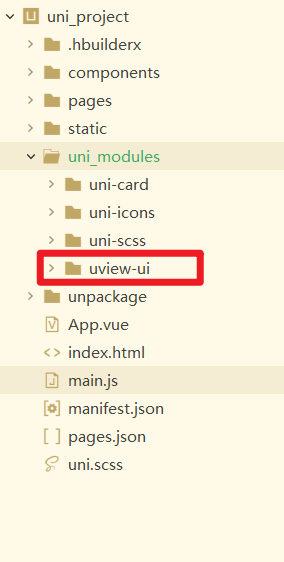 uni_project
.hbuilderx
components
pages
static
uni_modules
uni-card
uni-icons
uni-scss
uview-ui
unpackage
App.vue
index.html
main.js
manifest.json
pages.json
uni.scss